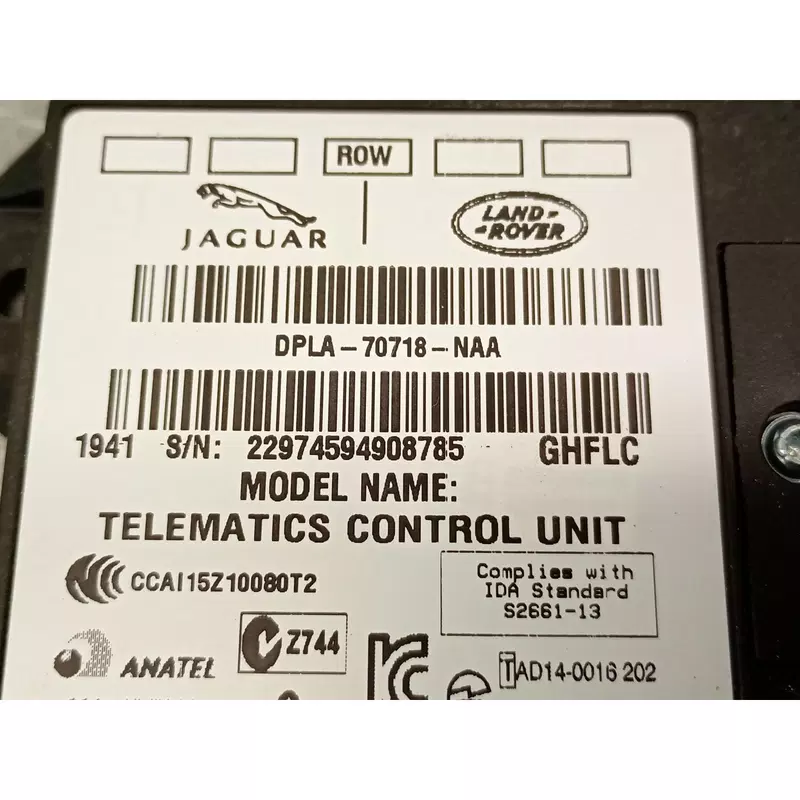 ROW
JAGUAR
LAND-
-ROVER
DPLA-70718-NAA
1941 S/N: 22974594908785 GHFLC
MODEL NAME:
TELEMATICS CONTROL UNIT
CCAI15Z10080T2
Complies with
IDA Standard
S2661-13
ANATEL
Z744
TAD14-0016 202